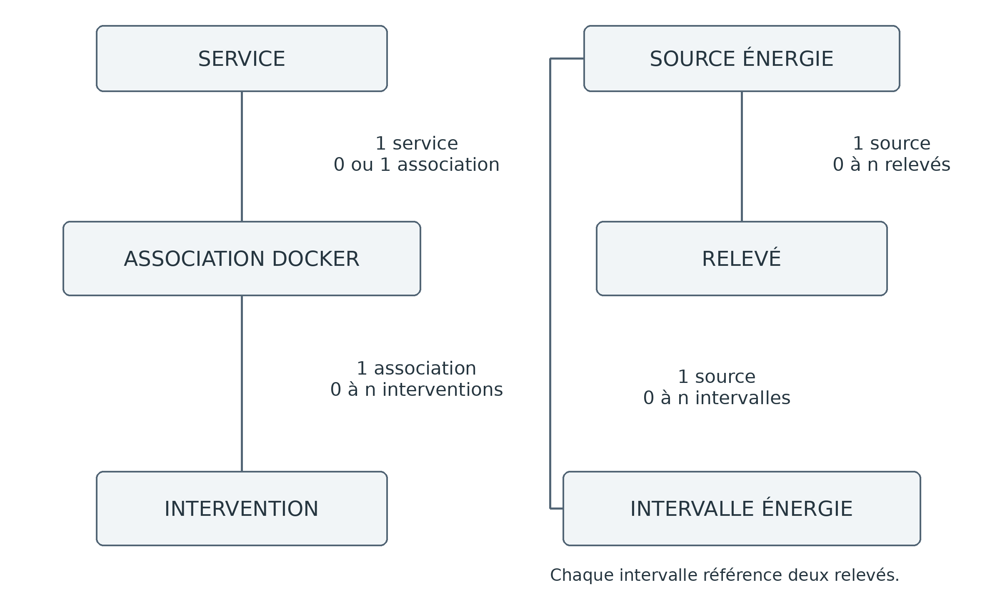 SERVICE
1 service
0 ou 1 association
ASSOCIATION DOCKER
1 association
0 à n interventions
INTERVENTION
SOURCE ÉNERGIE
1 source
0 à n relevés
RELEVÉ
1 source
0 à n intervalles
INTERVALLE ÉNERGIE
Chaque intervalle référence deux relevés.